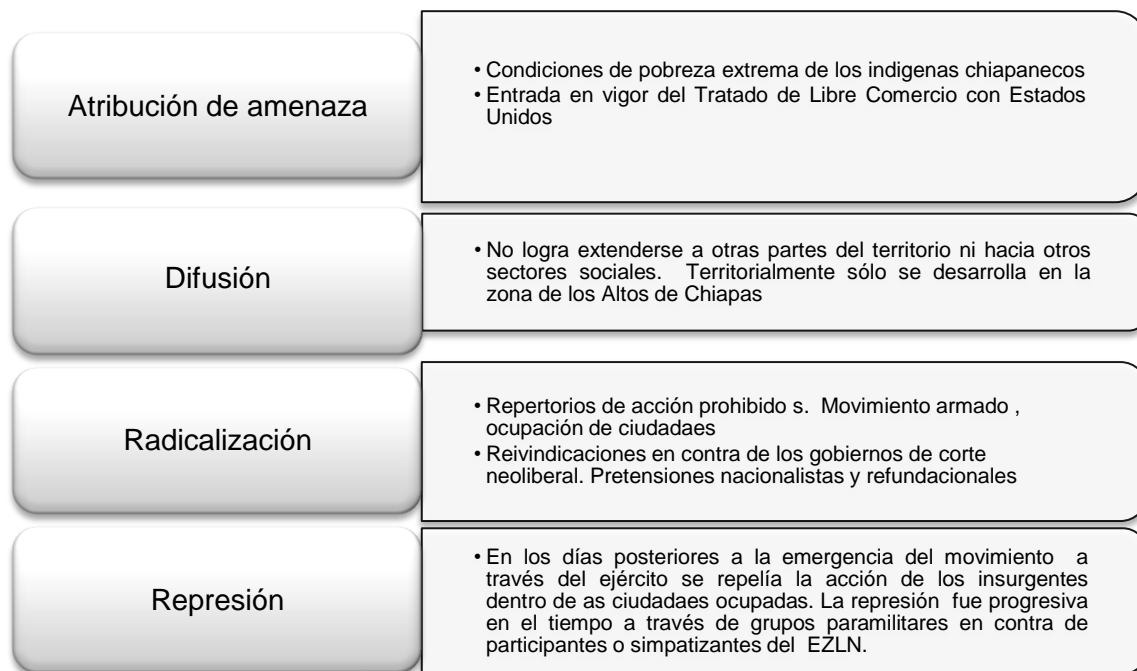 Atribución de amenaza
• Condiciones de pobreza extrema de los indigenas chiapanecos
• Entrada en vigor del Tratado de Libre Comercio con Estados
Unidos
Difusión
• No logra extenderse a otras partes del territorio ni hacia otros
sectores sociales. Territorialmente sólo se desarrolla en la
zona de los Altos de Chiapas
Radicalización
• Repertorios de acción prohibido s. Movimiento armado ,
ocupación de ciudadaes
• Reivindicaciones en contra de los gobiernos de corte
neoliberal. Pretensiones nacionalistas y refundacionales
Represión
• En los días posteriores a la emergencia del movimiento a
través del ejército se repelía la acción de los insurgentes
dentro de as ciudadaes ocupadas. La represión fue progresiva
en el tiempo a través de grupos paramilitares en contra de
participantes o simpatizantes del EZLN.